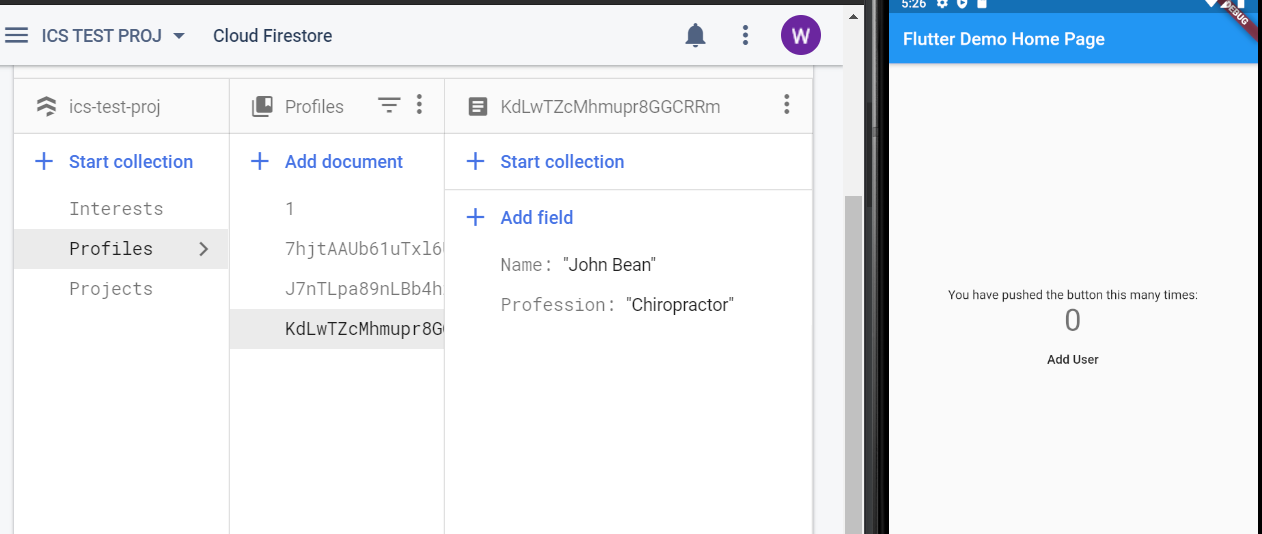 ICS TEST PROJ
Cloud Firestore
W
ics-test-proj
Profiles
KdLwTZcMhmupr8GGCRRm
Start collection
Add document
Start collection
Interests
1
Add field
Profiles
7hjtAAUb61uTxl6
Name: "John Bean"
Projects
J7nTLpa89nLBb4h
Profession: "Chiropractor"
KdLwTZcMhmupr8G
5:26
DEBUG
Flutter Demo Home Page
You have pushed the button this many times:
0
Add User